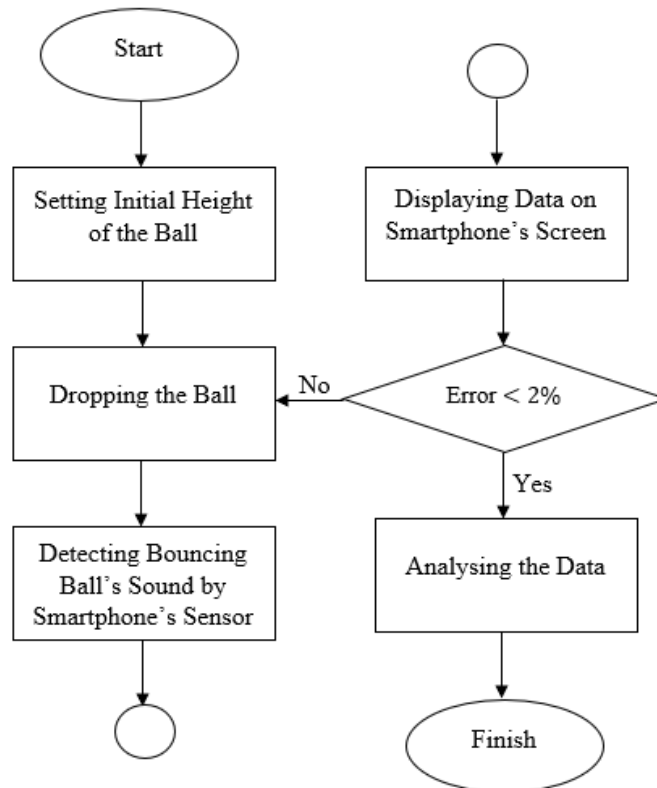 Start
Setting Initial Height
of the Ball
Dropping the Ball
Detecting Bouncing
Ball's Sound by
Smartphone's Sensor
Displaying Data on
Smartphone's Screen
Error < 2%
No
Yes
Analysing the Data
Finish